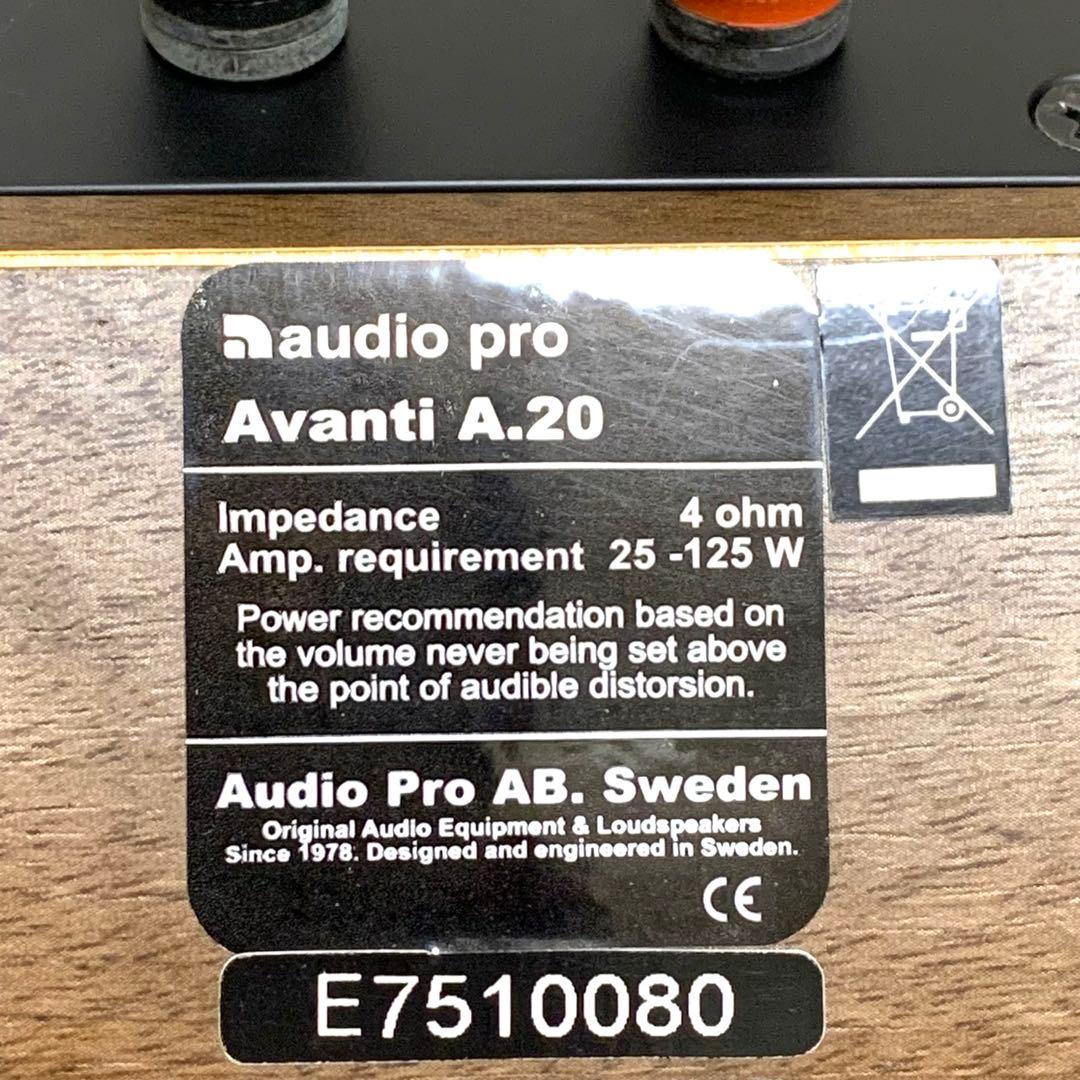 audio pro
Avanti A.20
Impedance 4 ohm
Amp. requirement 25 -125 W
Power recommendation based on
the volume never being set above
the point of audible distorsion.
Audio Pro AB. Sweden
Original Audio Equipment & Loudspeakers
Since 1978. Designed and engineered in Sweden.
CE
E7510080